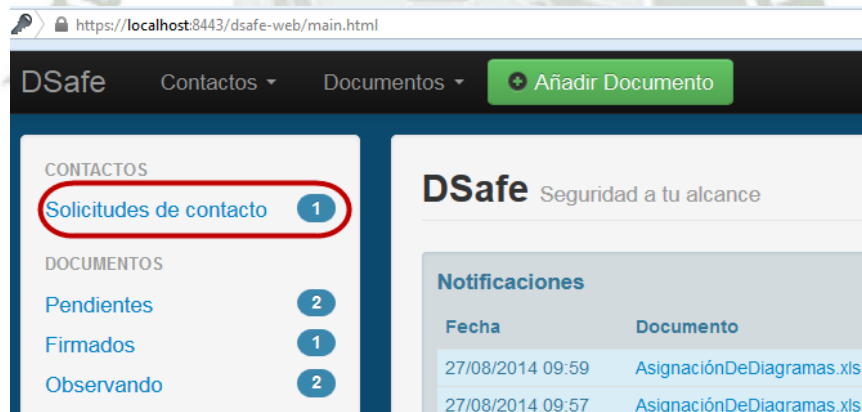 https://localhost:8443/dsafe-web/main.html
DSafe Contactos Documentos Añadir Documento
CONTACTOS
Solicitudes de contacto 1
DOCUMENTOS
Pendientes 2
Firmados 1
Observando 2
DSafe Seguridad a tu alcance
Notificaciones
Fecha Documento
27/08/2014 09:59 AsignaciónDeDiagramas.xls
27/08/2014 09:57 AsignaciónDeDiagramas.xls